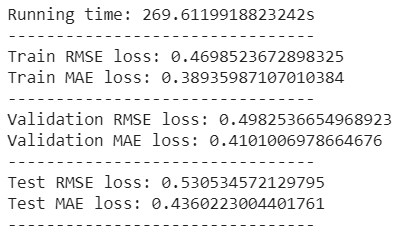 Running time: 269.6119918823242s
--------------------------------
Train RMSE loss: 0.4698523672898325
Train MAE loss: 0.38935987107010384
--------------------------------
Validation RMSE loss: 0.4982536654968923
Validation MAE loss: 0.4101006978664676
--------------------------------
Test RMSE loss: 0.530534572129795
Test MAE loss: 0.4360223004401761
--------------------------------